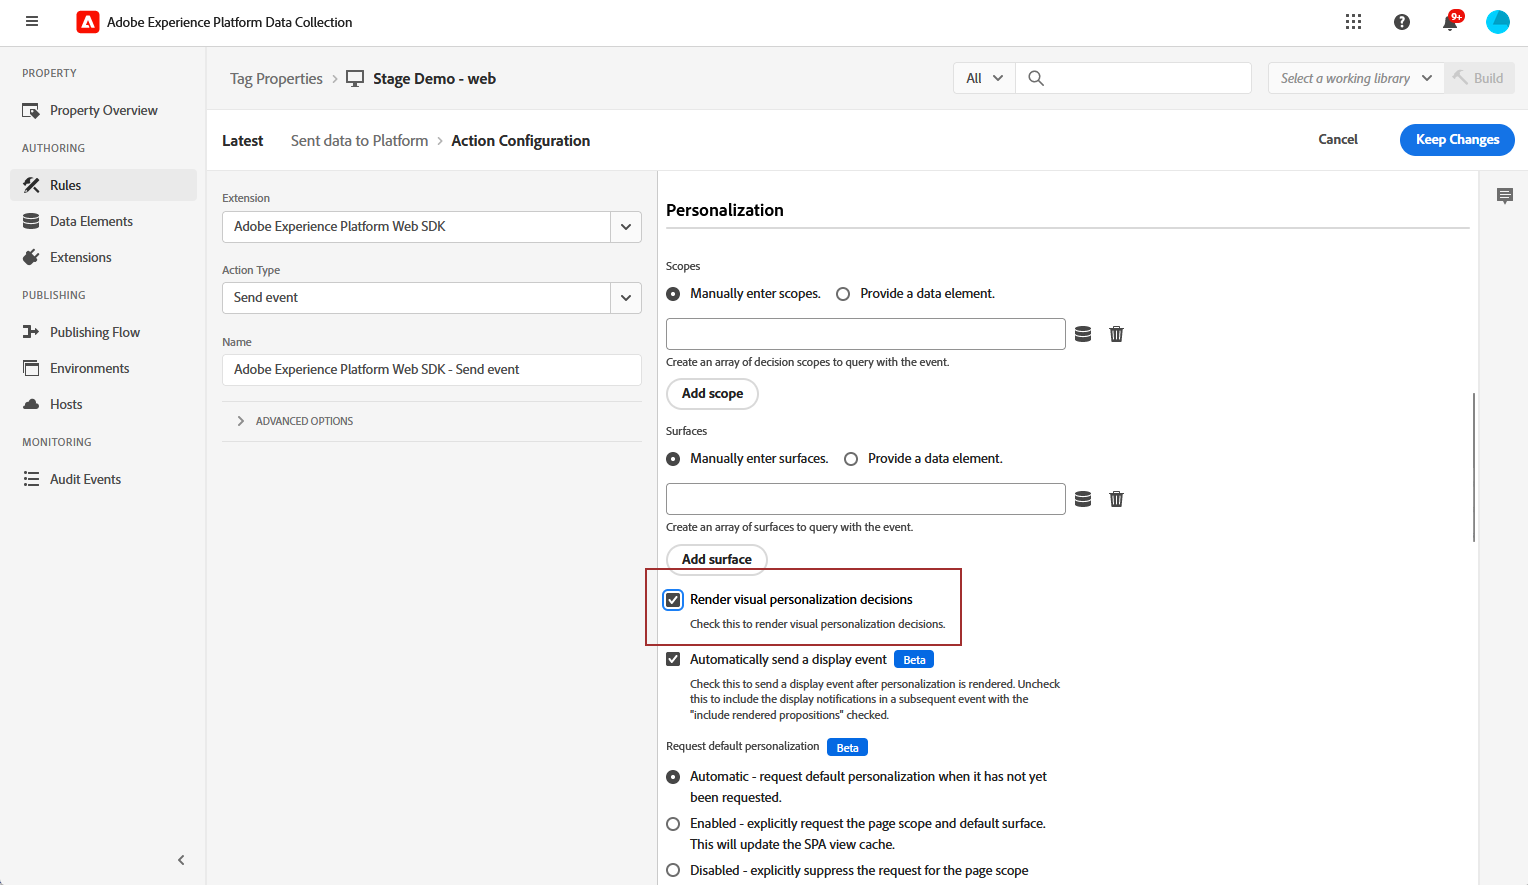 Adobe Experience Platform Data Collection
9+
PROPERTY
Property Overview
AUTHORING
Rules
Data Elements
Extensions
PUBLISHING
Publishing Flow
Environments
Hosts
MONITORING
Audit Events
Tag Properties > Stage Demo - web
All
Select a working library
Build
Latest
Sent data to Platform > Action Configuration
Cancel
Keep Changes
Extension
Adobe Experience Platform Web SDK
Action Type
Send event
Name
Adobe Experience Platform Web SDK - Send event
ADVANCED OPTIONS
Personalization
Scopes
Manually enter scopes. Provide a data element.
Create an array of decision scopes to query with the event.
Add scope
Surfaces
Manually enter surfaces. Provide a data element.
Create an array of surfaces to query with the event.
Add surface
Render visual personalization decisions
Check this to render visual personalization decisions.
Automatically send a display event Beta
Check this to send a display event after personalization is rendered. Uncheck
this to include the display notifications in a subsequent event with the
"include rendered propositions" checked.
Request default personalization Beta
Automatic - request default personalization when it has not yet
been requested.
Enabled - explicitly request the page scope and default surface.
This will update the SPA view cache.
Disabled - explicitly suppress the request for the page scope